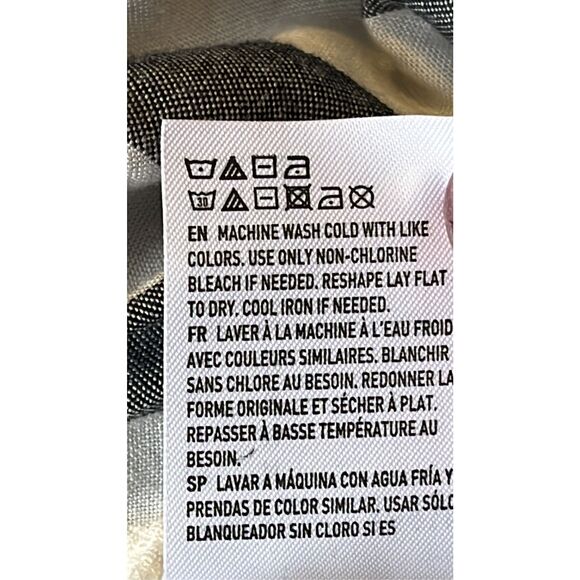 30
EN MACHINE WASH COLD WITH LIKE
COLORS. USE ONLY NON-CHLORINE
BLEACH IF NEEDED. RESHAPE LAY FLAT
TO DRY. COOL IRON IF NEEDED.
FR LAVER À LA MACHINE À L'EAU FROID
AVEC COULEURS SIMILAIRES. BLANCHIR
SANS CHLORE AU BESOIN. REDONNER LA
FORME ORIGINALE ET SÉCHER À PLAT.
REPASSER À BASSE TEMPÉRATURE AU
BESOIN.
SP LAVAR A MÁQUINA CON AGUA FRÍA Y
PRENDAS DE COLOR SIMILAR. USAR SÓLO
BLANQUEADOR SIN CLORO SI ES